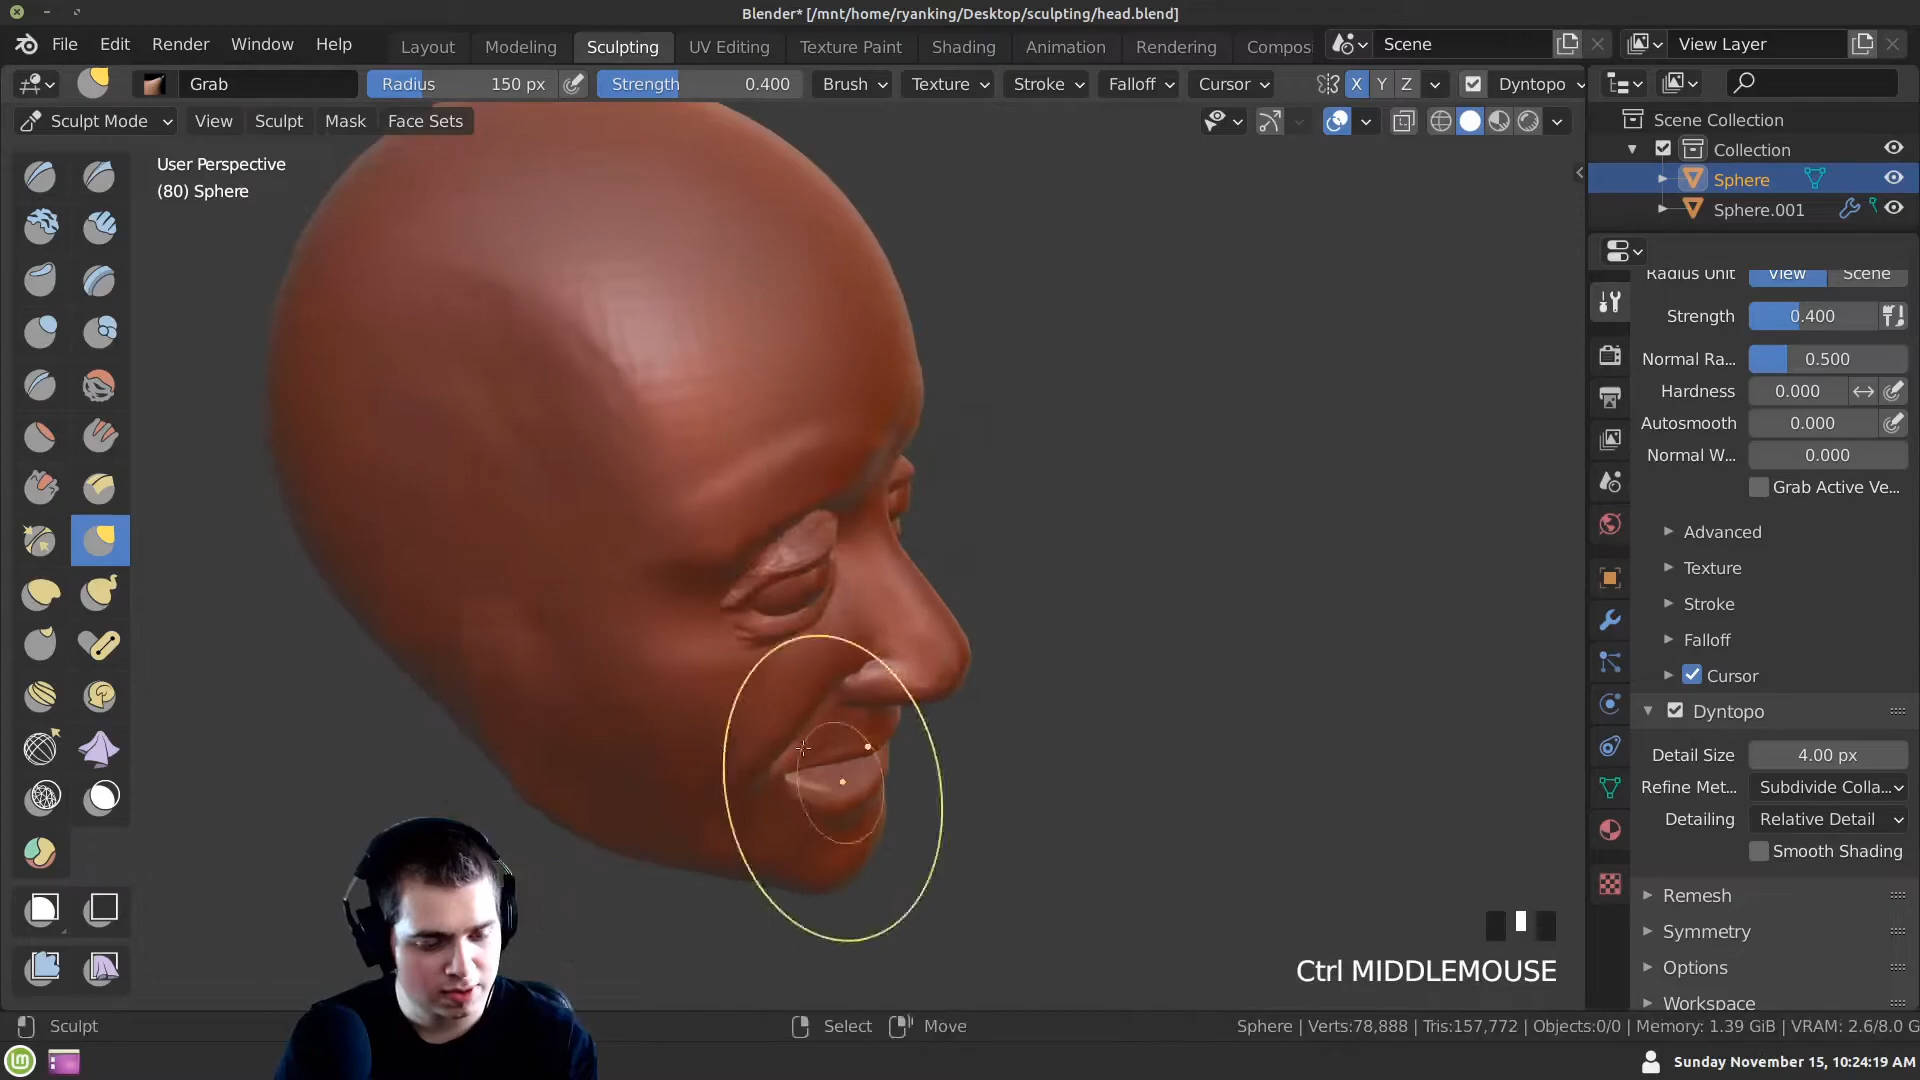 Blender* [/mnt/home/ryanking/Desktop/sculpting/head.blend]
File Edit Render Window Help Layout Modeling Sculpting UV Editing Texture Paint Shading Animation Rendering Compos Scene View Layer
Grab Radius 150 px Strength 0.400 Brush Texture Stroke Falloff Cursor X Y Z Dyntopo
Sculpt Mode View Sculpt Mask Face Sets
User Perspective
(80) Sphere
Scene Collection
Collection
Sphere
Sphere.001
Radius Unit View Scene
Strength 0.400
Normal Ra... 0.500
Hardness 0.000
Autosmooth 0.000
Normal W... 0.000
Grab Active Ve...
Advanced
Texture
Stroke
Falloff
Cursor
Dyntopo
Detail Size 4.00 px
Refine Met... Subdivide Colla...
Detailing Relative Detail
Smooth Shading
Remesh
Symmetry
Options
Workspace
Ctrl MIDDLEMOUSE
Sculpt Select Move Sphere | Verts:78,888 | Tris:157,772 | Objects:0/0 | Memory: 1.39 GiB | VRAM: 2.6/8.0 G
Sunday November 15, 10:24:19 AM